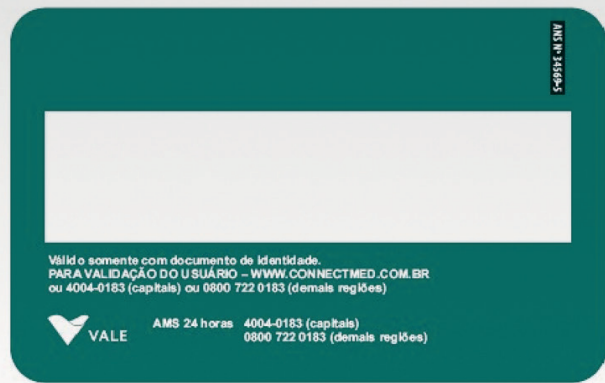 ANS Nº 34569-5
Válido somente com documento de identidade.
PARA VALIDAÇÃO DO USUÁRIO – WWW.CONNECTMED.COM.BR
ou 4004-0183 (capitais) ou 0800 722 0183 (demais regiões)
VALE
AMS 24 horas 4004-0183 (capitais)
0800 722 0183 (demais regiões)